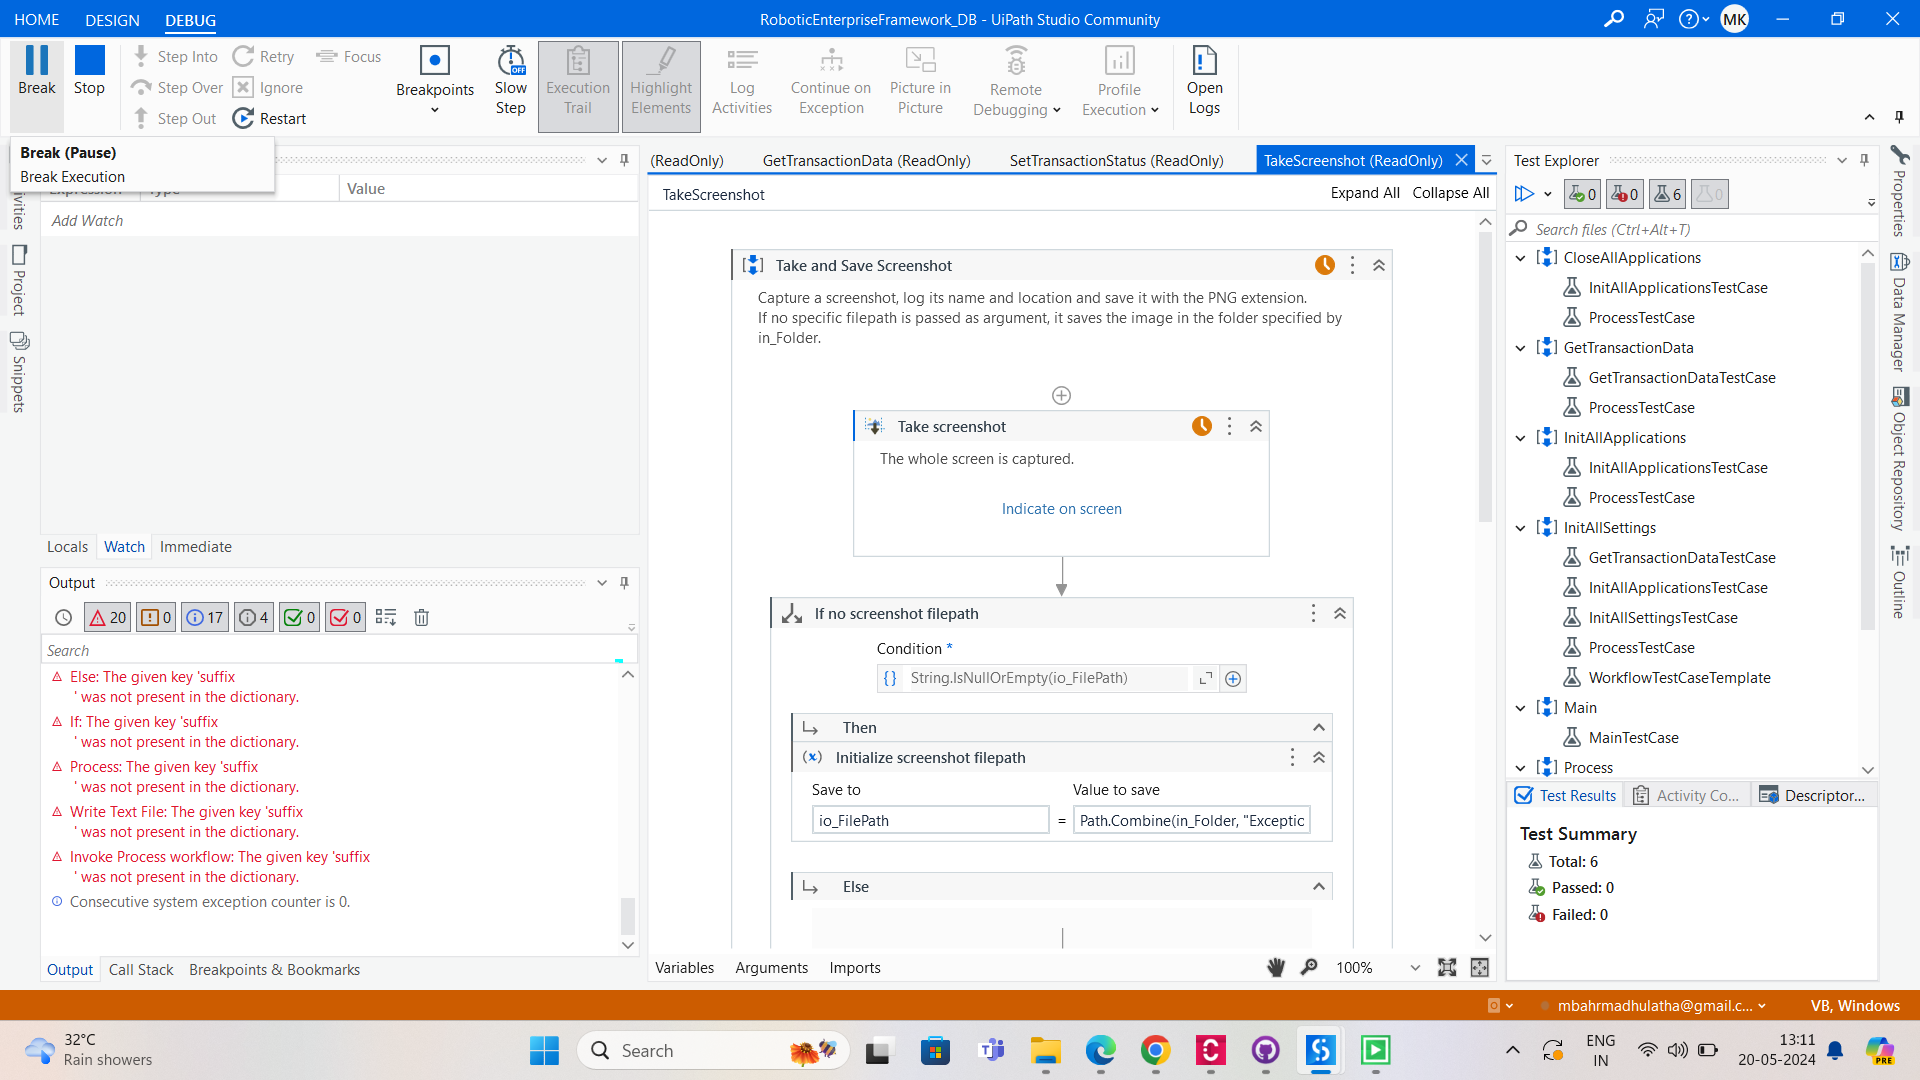 HOME DESIGN DEBUG
RoboticEnterpriseFramework_DB - UiPath Studio Community
MK
Break
Stop
Step Into
Step Over
Step Out
Retry
Ignore
Restart
Focus
Breakpoints
Slow Step
OFF
Execution Trail
Highlight Elements
Log Activities
Continue on Exception
Picture in Picture
Remote Debugging
Profile Execution
Open Logs
Break (Pause)
Break Execution
Value
Add Watch
Project
Snippets
Locals Watch Immediate
Output
20 0 17 4 0 0
Search
Else: The given key 'suffix
' was not present in the dictionary.
If: The given key 'suffix
' was not present in the dictionary.
Process: The given key 'suffix
' was not present in the dictionary.
Write Text File: The given key 'suffix
' was not present in the dictionary.
Invoke Process workflow: The given key 'suffix
' was not present in the dictionary.
Consecutive system exception counter is 0.
Output Call Stack Breakpoints & Bookmarks
(ReadOnly) GetTransactionData (ReadOnly) SetTransactionStatus (ReadOnly) TakeScreenshot (ReadOnly)
TakeScreenshot
Expand All Collapse All
Take and Save Screenshot
Capture a screenshot, log its name and location and save it with the PNG extension.
If no specific filepath is passed as argument, it saves the image in the folder specified by
in_Folder.
Take screenshot
The whole screen is captured.
Indicate on screen
If no screenshot filepath
Condition *
String.IsNullOrEmpty(io_FilePath)
Then
Initialize screenshot filepath
Save to
Value to save
io_FilePath = Path.Combine(in_Folder, "Exceptic
Else
Variables Arguments Imports
100%
Test Explorer
0 0 6 0
Search files (Ctrl+Alt+T)
CloseAllApplications
InitAllApplicationsTestCase
ProcessTestCase
GetTransactionData
GetTransactionDataTestCase
ProcessTestCase
InitAllApplications
InitAllApplicationsTestCase
ProcessTestCase
InitAllSettings
GetTransactionDataTestCase
InitAllApplicationsTestCase
InitAllSettingsTestCase
ProcessTestCase
WorkflowTestCaseTemplate
Main
MainTestCase
Process
Test Results Activity Co... Descriptor...
Test Summary
Total: 6
Passed: 0
Failed: 0
Properties
Data Manager
Object Repository
Outline
mbahrmadhulatha@gmail.c...
VB, Windows
32°C
Rain showers
Search
ENG
IN
13:11
20-05-2024
PRE